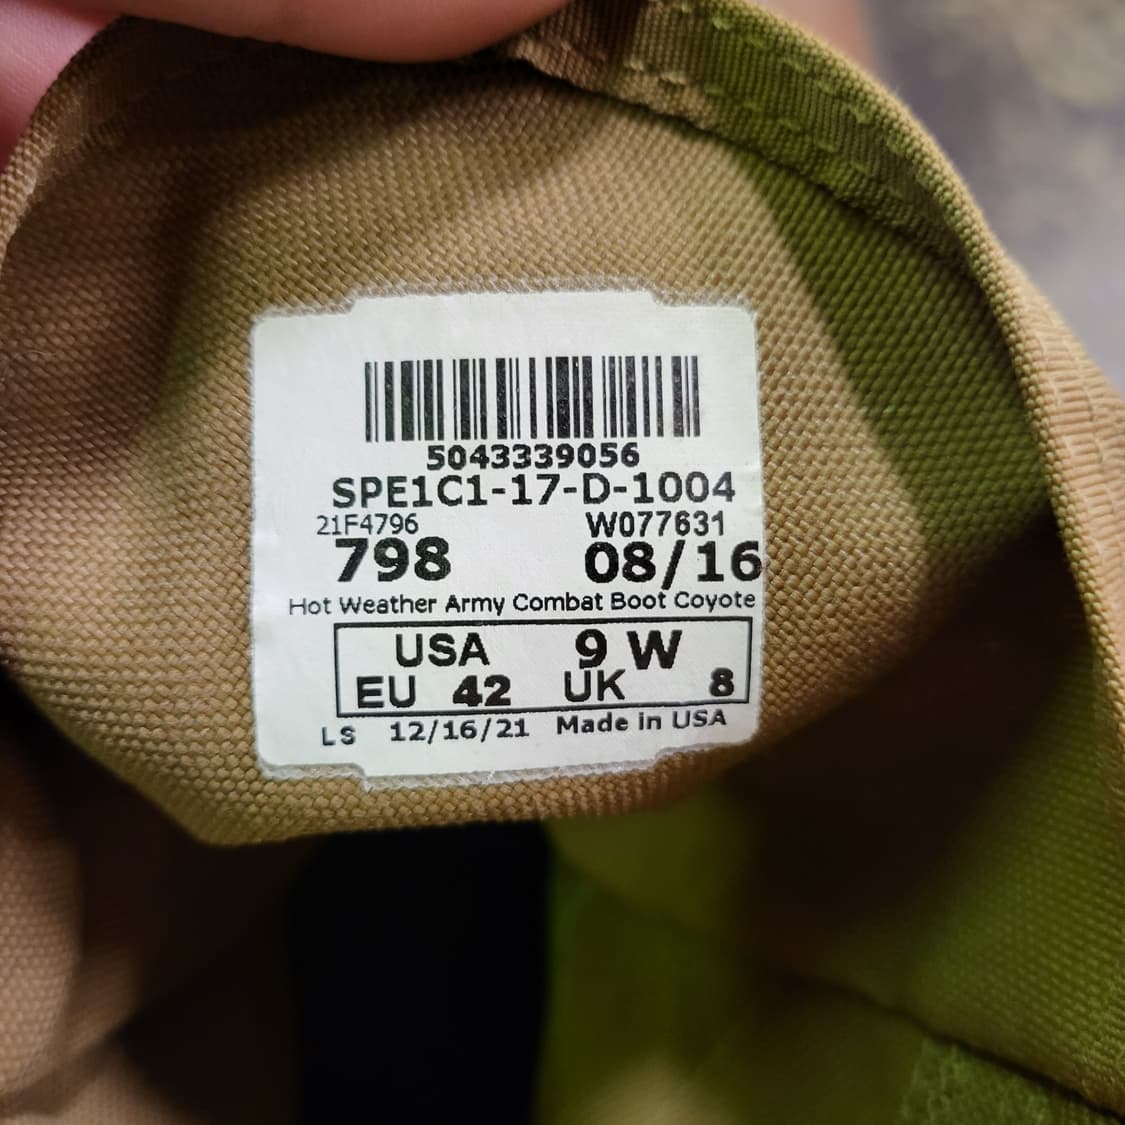 5043339056
SPE1C1-17-D-1004
21F4796 W077631
798 08/16
Hot Weather Army Combat Boot Coyote
USA 9 W
EU 42 UK 8
LS 12/16/21 Made in USA